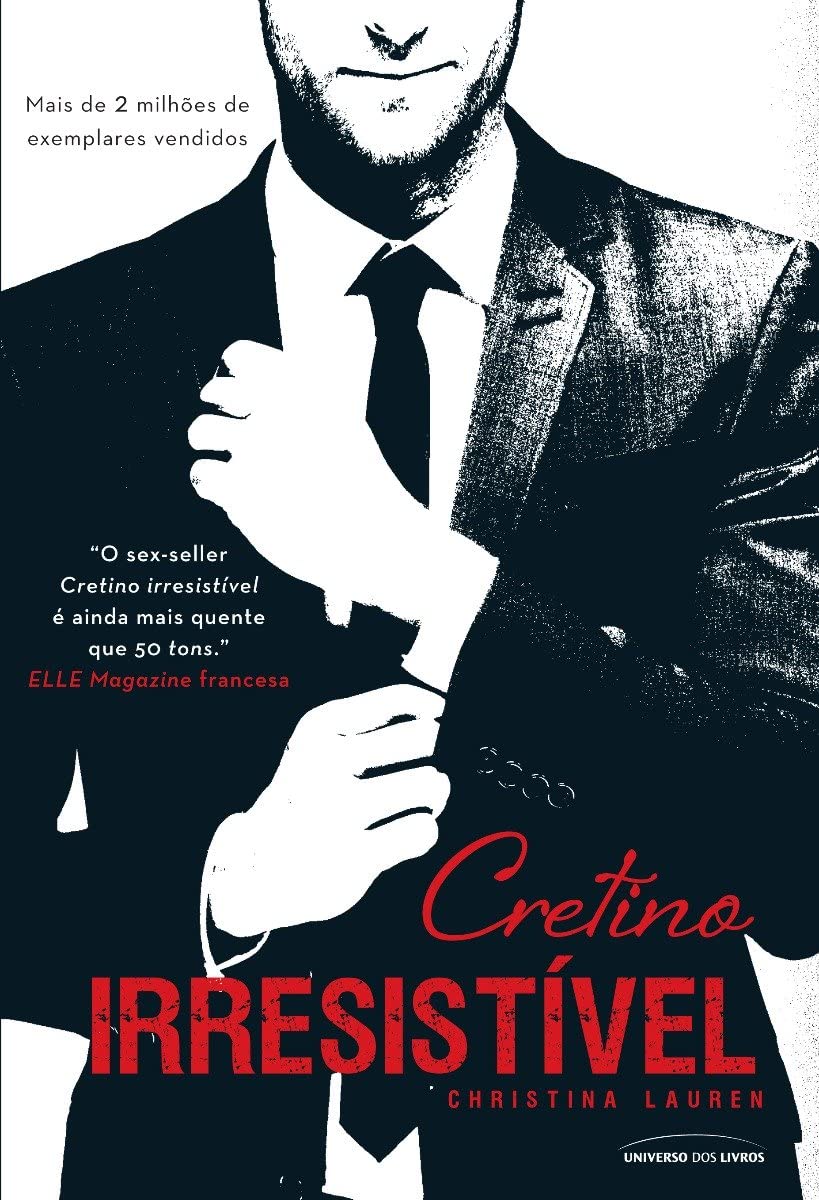 Mais de 2 milhões de
exemplares vendidos
“O sex-seller
Cretino irresistível
é ainda mais quente
que 50 tons.”
ELLE Magazine francesa
Cretino
IRRESISTÍVEL
CHRISTINA LAUREN
UNIVERSO DOS LIVROS